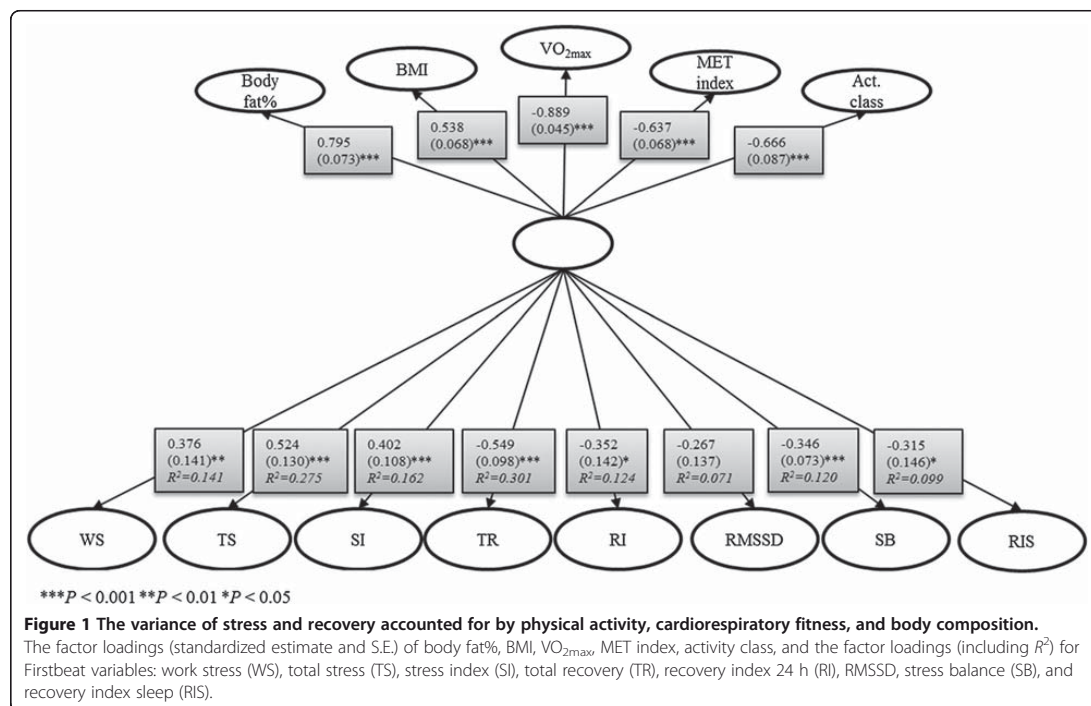 VO2max
BMI
MET
index
Body
fat%
Act.
class
0.795
(0.073)***
0.538
(0.068)***
-0.889
(0.045)***
-0.637
(0.068)***
-0.666
(0.087)***
0.376
(0.141)**
R²=0.141
0.524
(0.130)***
R²=0.275
0.402
(0.108)***
R²=0.162
-0.549
(0.098)***
R²=0.301
-0.352
(0.142)*
R²=0.124
-0.267
(0.137)
R²=0.071
-0.346
(0.073)***
R²=0.120
-0.315
(0.146)*
R²=0.099
WS
TS
SI
TR
RI
RMSSD
SB
RIS
***P < 0.001 **P < 0.01 *P < 0.05
Figure 1 The variance of stress and recovery accounted for by physical activity, cardiorespiratory fitness, and body composition.
The factor loadings (standardized estimate and S.E.) of body fat%, BMI, VO2max, MET index, activity class, and the factor loadings (including R²) for
Firstbeat variables: work stress (WS), total stress (TS), stress index (SI), total recovery (TR), recovery index 24 h (RI), RMSSD, stress balance (SB), and
recovery index sleep (RIS).